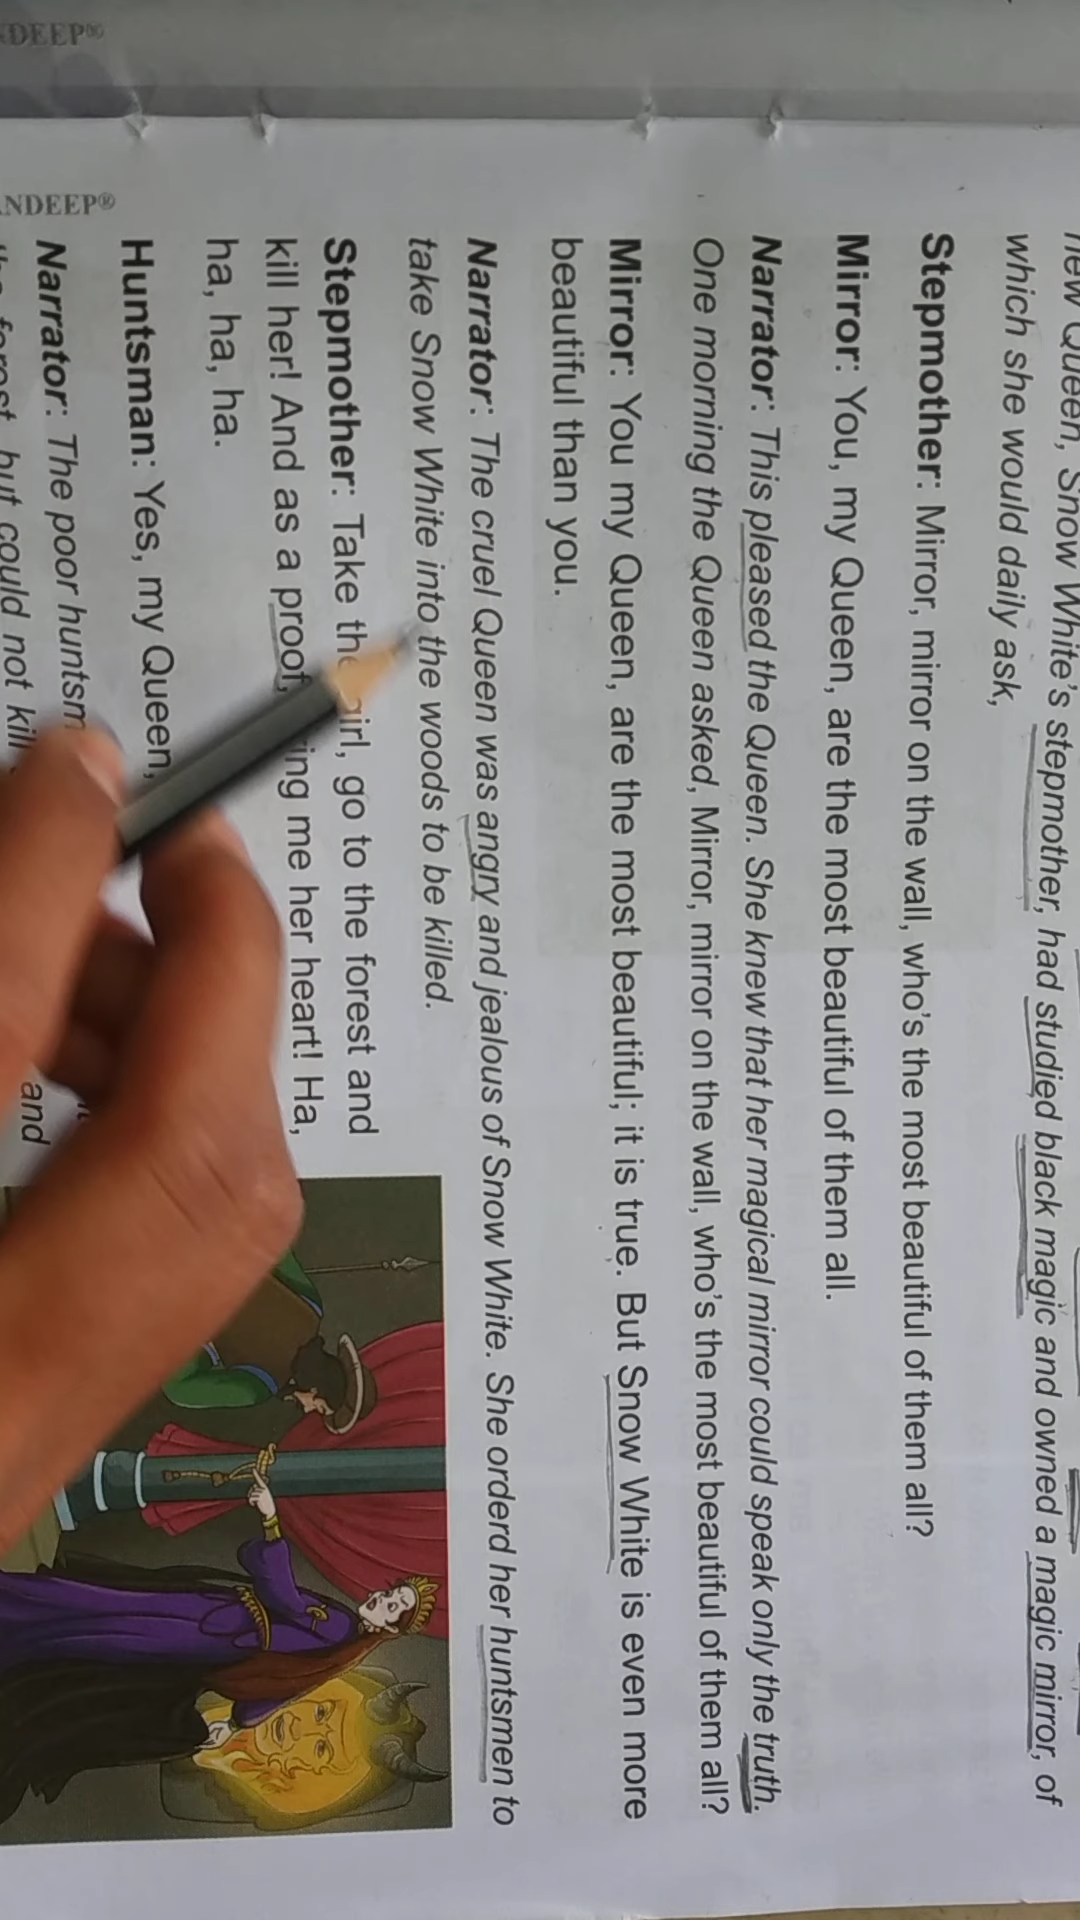 NDEEP®
new Queen, Snow White's stepmother, had studied black magic and owned a magic mirror, of
which she would daily ask,
Stepmother: Mirror, mirror on the wall, who's the most beautiful of them all?
Mirror: You, my Queen, are the most beautiful of them all.
Narrator: This pleased the Queen. She knew that her magical mirror could speak only the truth.
One morning the Queen asked, Mirror, mirror on the wall, who's the most beautiful of them all?
Mirror: You my Queen, are the most beautiful; it is true. But Snow White is even more
beautiful than you.
Narrator: The cruel Queen was angry and jealous of Snow White. She orderd her huntsmen to
take Snow White into the woods to be killed.
Stepmother: Take girl, go to the forest and
kill her! And as a proof, me her heart! Ha,
ha, ha, ha.
Huntsman: Yes, my Queen,
Narrator: The poor
forest, but could not and
NDEEP®